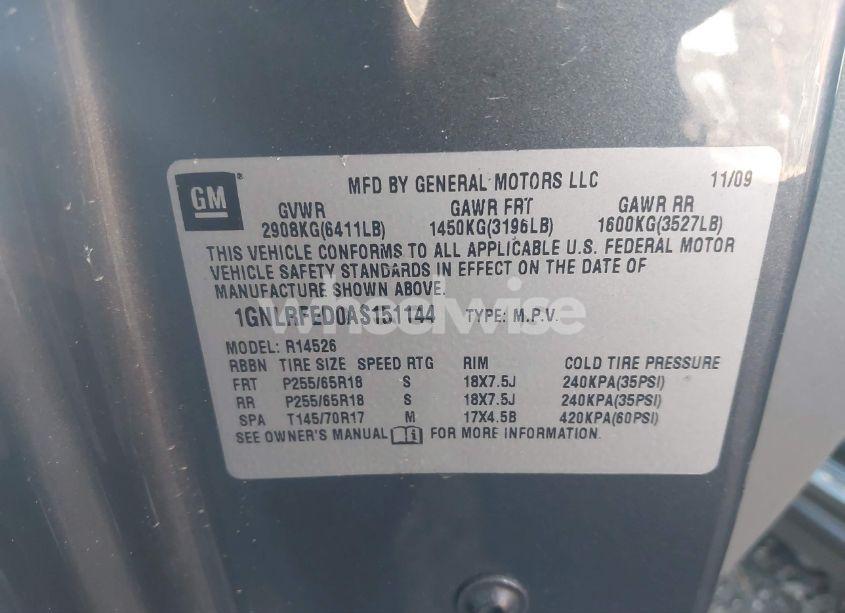 GM
MFD BY GENERAL MOTORS LLC 11/09
GVWR GAWR FRT GAWR RR
2908KG(6411LB) 1450KG(3196LB) 1600KG(3527LB)
THIS VEHICLE CONFORMS TO ALL APPLICABLE U.S. FEDERAL MOTOR
VEHICLE SAFETY STANDARDS IN EFFECT ON THE DATE OF
MANUFACTURE SHOWN ABOVE.
wheelwise
1GNLRFED0AS151144 TYPE: M.P.V.
MODEL: R14526
RBBN TIRE SIZE SPEED RTG RIM COLD TIRE PRESSURE
FRT P255/65R18 S 18X7.5J 240KPA(35PSI)
RR P255/65R18 S 18X7.5J 240KPA(35PSI)
SPA T145/70R17 M 17X4.5B 420KPA(60PSI)
SEE OWNER'S MANUAL FOR MORE INFORMATION.